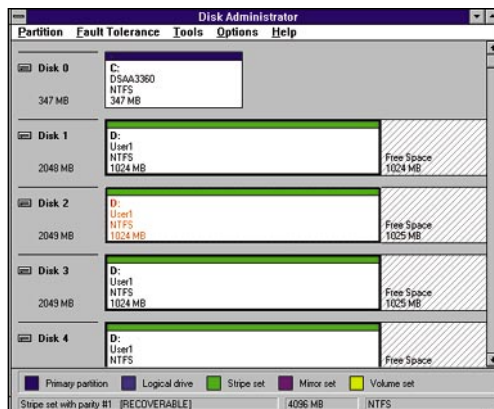 Disk Administrator
Partition Fault Tolerance Tools Options Help
Disk 0
347 MB
C:
DSAA3360
NTFS
347 MB
Disk 1
2048 MB
D:
User1
NTFS
1024 MB
Free Space
1024 MB
Disk 2
2049 MB
D:
User1
NTFS
1024 MB
Free Space
1025 MB
Disk 3
2049 MB
D:
User1
NTFS
1024 MB
Free Space
1025 MB
Disk 4
D:
User1
NTFS
Free Space
Primary partition Logical drive Stripe set Mirror set Volume set
Stripe set with parity #1 [RECOVERABLE] 4096 MB NTFS